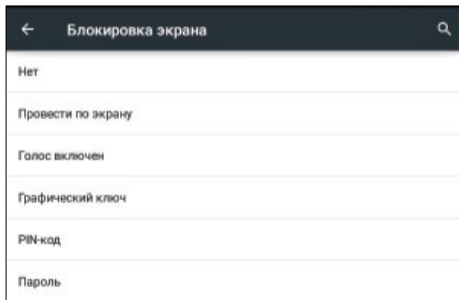 Блокировка экрана
Нет
Провести по экрану
Голос включен
Графический ключ
PIN-код
Пароль